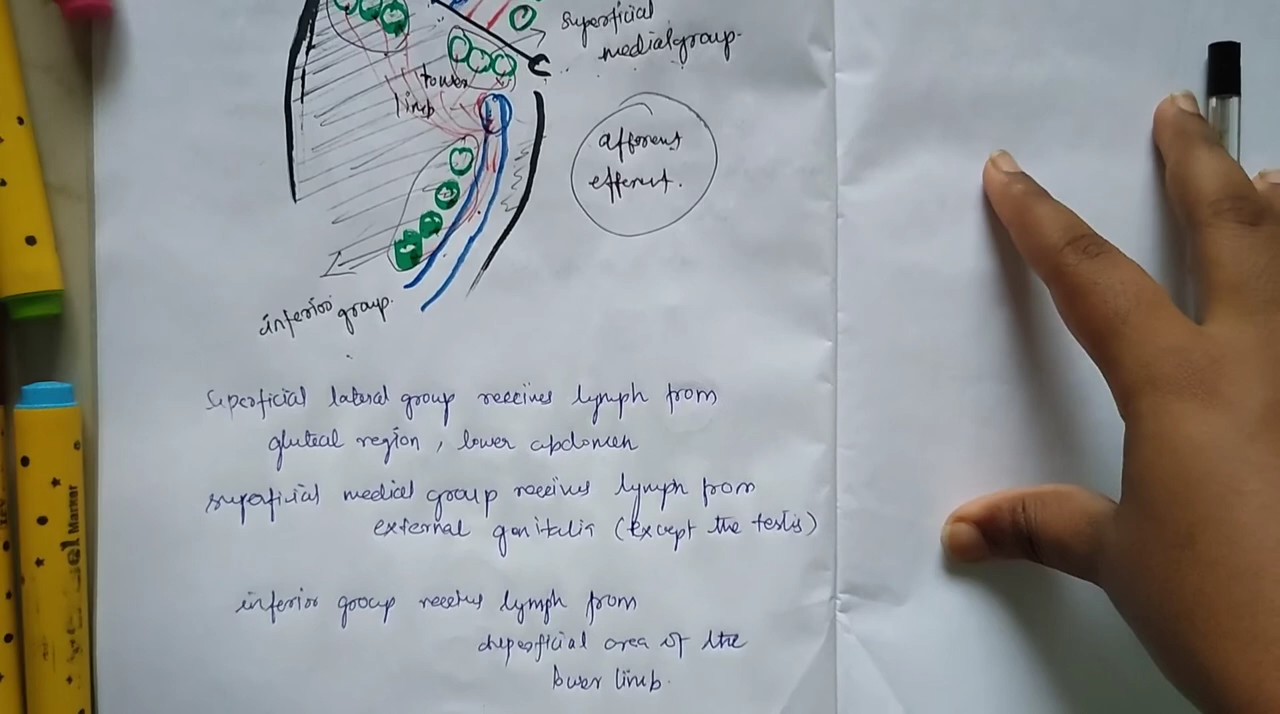 superficial
medial group.
lower
limb
afferent
efferent.
inferior group.
superficial lateral group receives lymph from
gluteal region, lower abdomen
superficial medial group receives lymph from
external genitalia (except the testis)
inferior group receives lymph from
superficial area of the
lower limb.
Marker